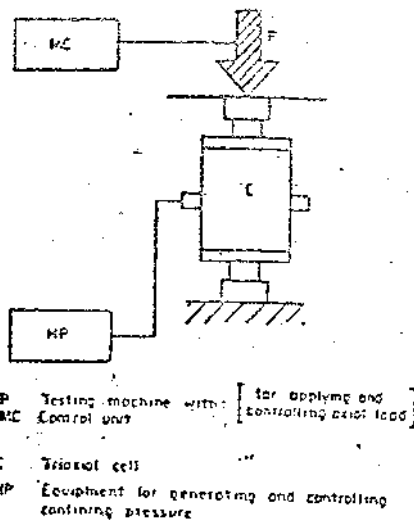 MC
P
C
HP
P Testing machine with [for applying and
MC Control unit controlling axial load]
C Triaxial cell
HP Equipment for generating and controlling
confining pressure